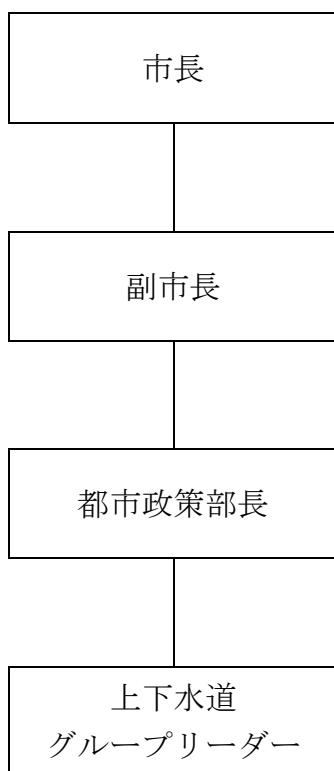 市長
副市長
都市政策部長
上下水道
グループリーダー